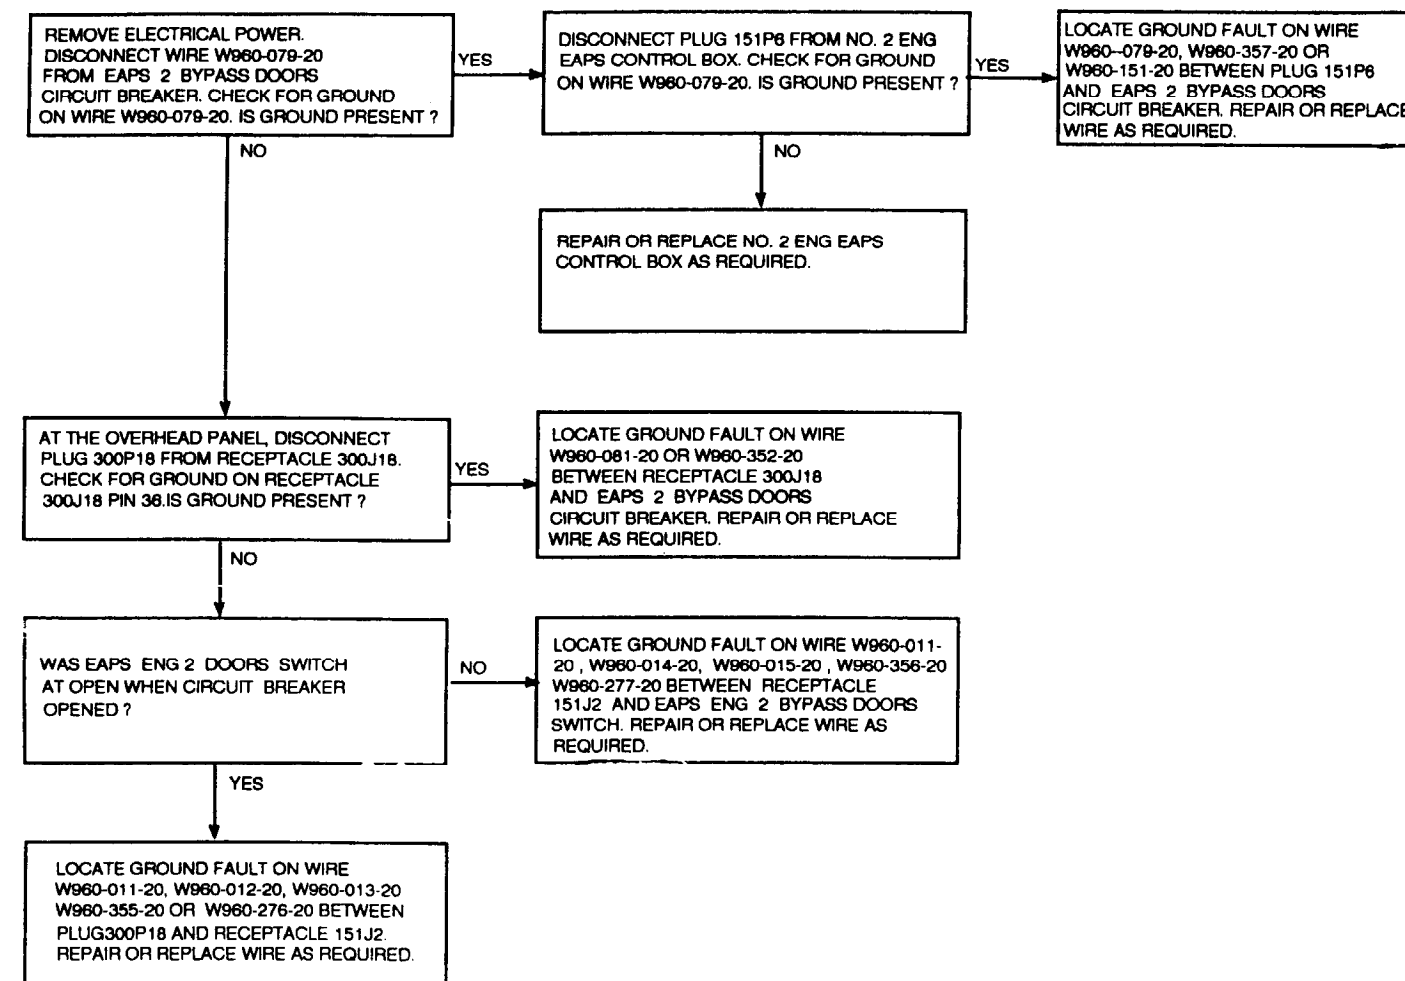 REMOVE ELECTRICAL POWER.
DISCONNECT WIRE W960-079-20
FROM EAPS 2 BYPASS DOORS
CIRCUIT BREAKER. CHECK FOR GROUND
ON WIRE W960-079-20. IS GROUND PRESENT ?
YES
DISCONNECT PLUG 151P6 FROM NO. 2 ENG
EAPS CONTROL BOX. CHECK FOR GROUND
ON WIRE W960-079-20. IS GROUND PRESENT ?
YES
LOCATE GROUND FAULT ON WIRE
W960--079-20, W960-357-20 OR
W960-151-20 BETWEEN PLUG 151P6
AND EAPS 2 BYPASS DOORS
CIRCUIT BREAKER. REPAIR OR REPLACE
WIRE AS REQUIRED.
NO
NO
REPAIR OR REPLACE NO. 2 ENG EAPS
CONTROL BOX AS REQUIRED.
AT THE OVERHEAD PANEL, DISCONNECT
PLUG 300P18 FROM RECEPTACLE 300J18.
CHECK FOR GROUND ON RECEPTACLE
300J18 PIN 36.IS GROUND PRESENT ?
YES
LOCATE GROUND FAULT ON WIRE
W960-081-20 OR W960-352-20
BETWEEN RECEPTACLE 300J18
AND EAPS 2 BYPASS DOORS
CIRCUIT BREAKER. REPAIR OR REPLACE
WIRE AS REQUIRED.
NO
WAS EAPS ENG 2 DOORS SWITCH
AT OPEN WHEN CIRCUIT BREAKER
OPENED ?
NO
LOCATE GROUND FAULT ON WIRE W960-011-
20 , W960-014-20, W960-015-20 , W960-356-20
W960-277-20 BETWEEN RECEPTACLE
151J2 AND EAPS ENG 2 BYPASS DOORS
SWITCH. REPAIR OR REPLACE WIRE AS
REQUIRED.
YES
LOCATE GROUND FAULT ON WIRE
W960-011-20, W960-012-20, W960-013-20
W960-355-20 OR W960-276-20 BETWEEN
PLUG300P18 AND RECEPTACLE 151J2.
REPAIR OR REPLACE WIRE AS REQUIRED.